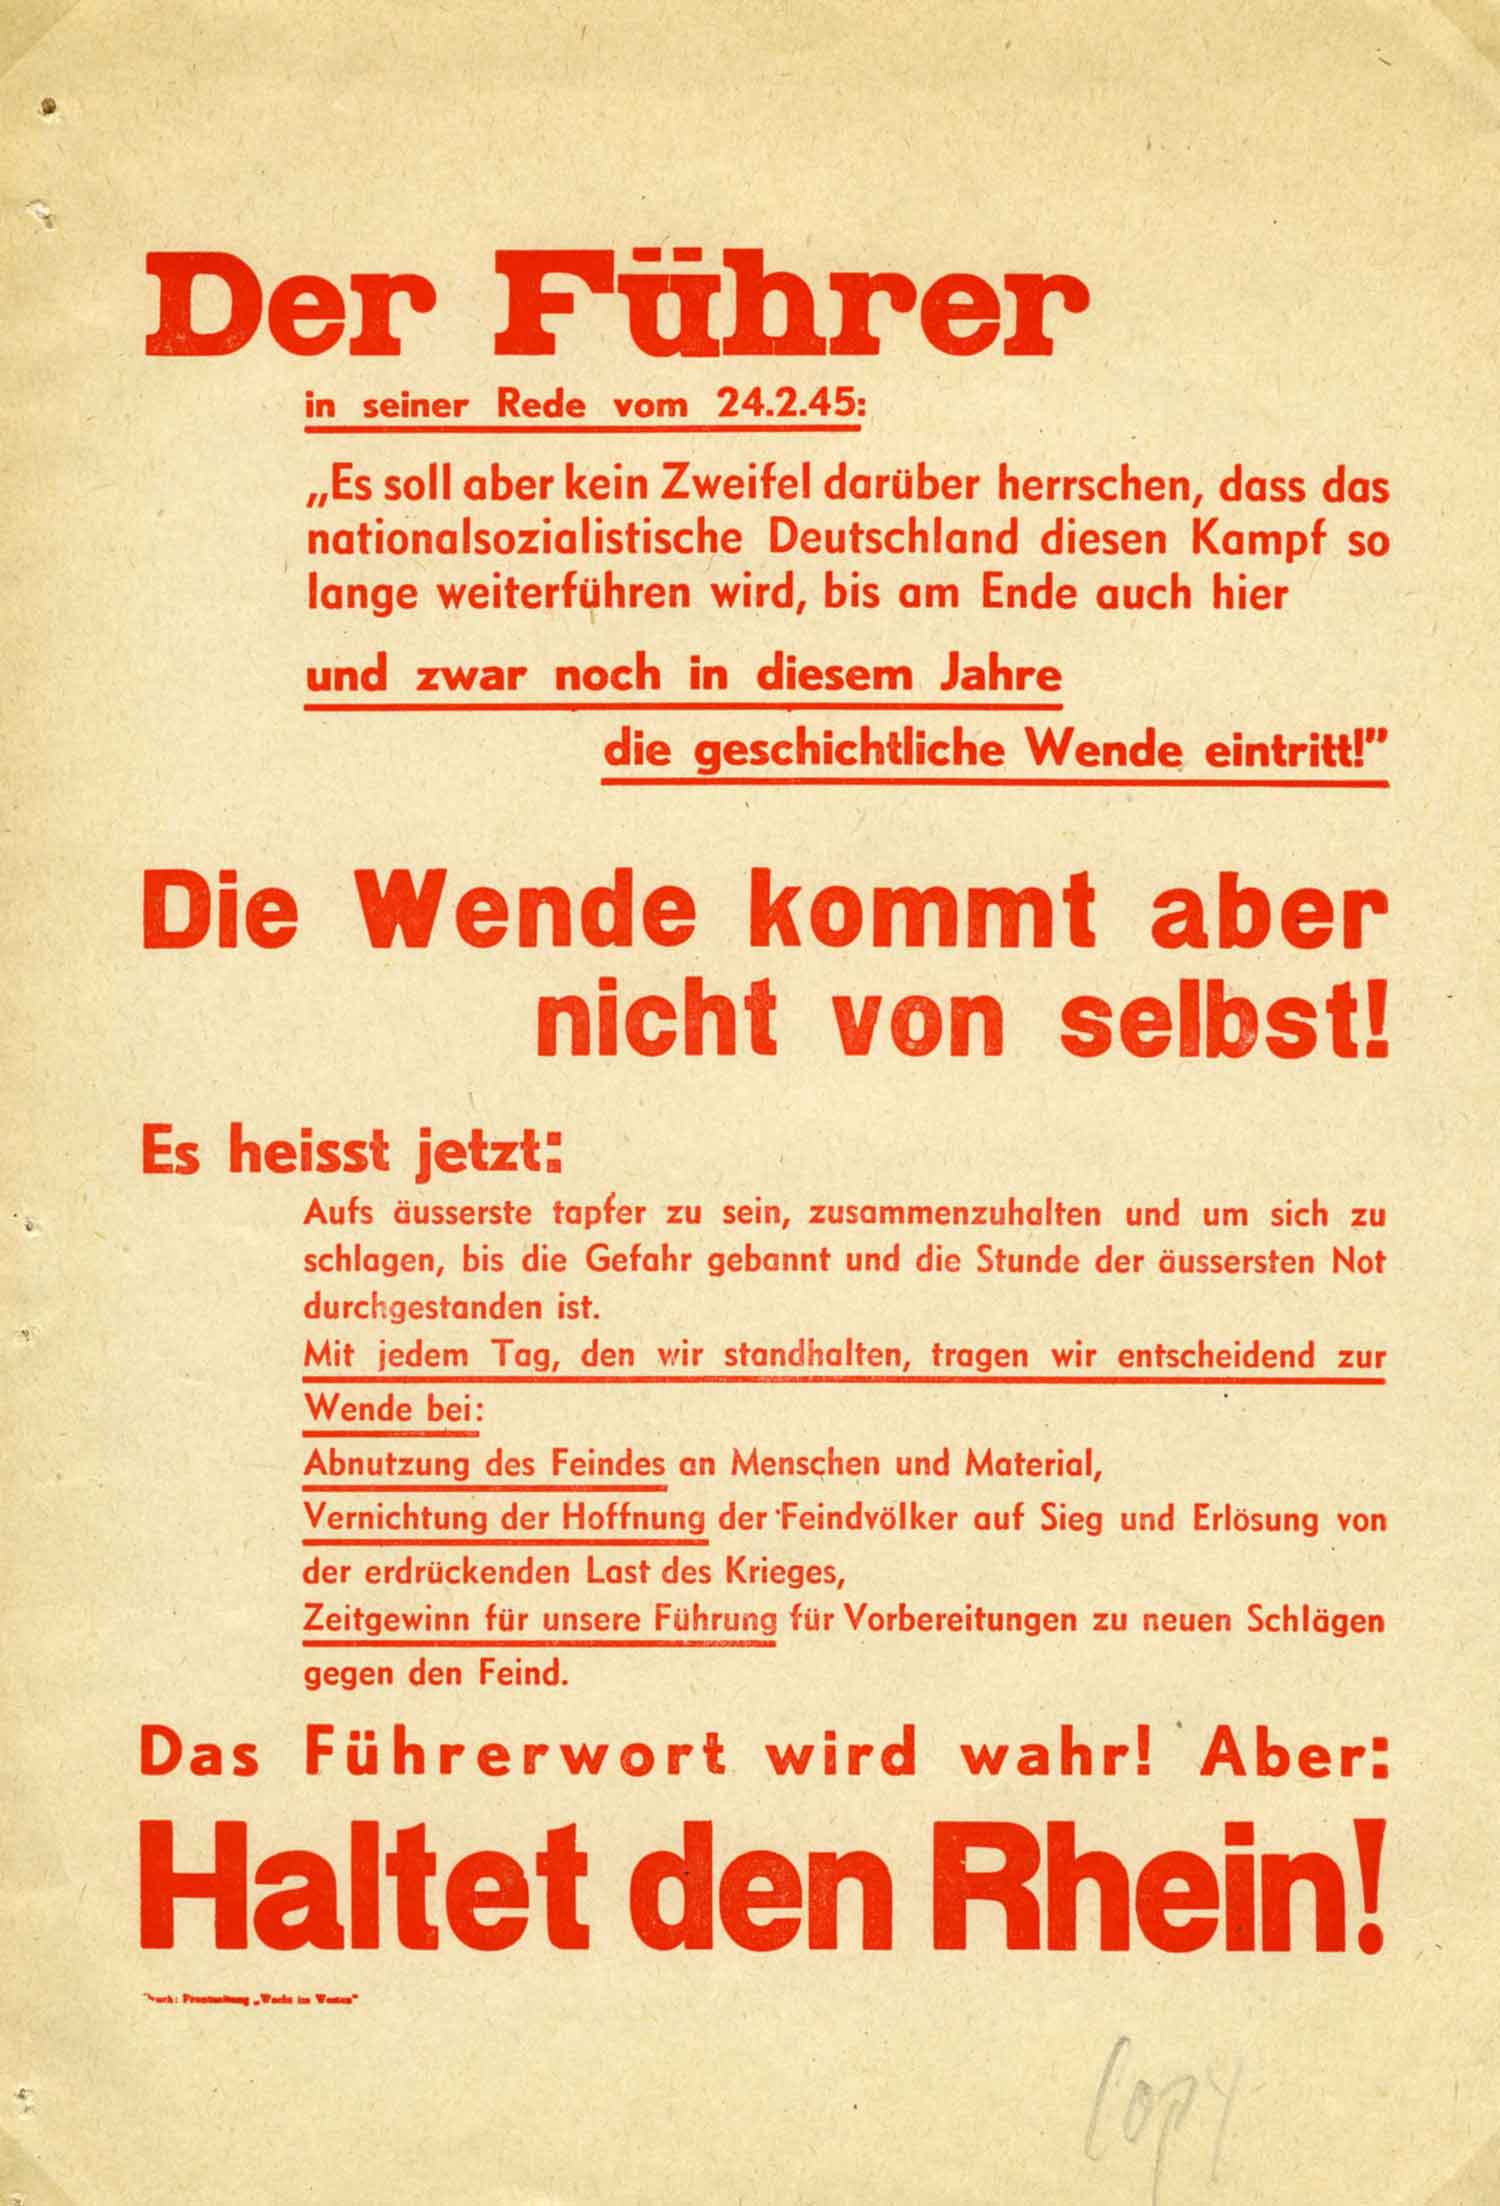 Der Führer
in seiner Rede vom 24.2.45:
„Es soll aber kein Zweifel darüber herrschen, dass das
nationalsozialistische Deutschland diesen Kampf so
lange weiterführen wird, bis am Ende auch hier
und zwar noch in diesem Jahre
die geschichtliche Wende eintritt!”
Die Wende kommt aber
nicht von selbst!
Es heisst jetzt:
Aufs äusserste tapfer zu sein, zusammenzuhalten und um sich zu
schlagen, bis die Gefahr gebannt und die Stunde der äussersten Not
durchgestanden ist.
Mit jedem Tag, den wir standhalten, tragen wir entscheidend zur
Wende bei:
Abnutzung des Feindes an Menschen und Material,
Vernichtung der Hoffnung der Feindvölker auf Sieg und Erlösung von
der erdrückenden Last des Krieges,
Zeitgewinn für unsere Führung für Vorbereitungen zu neuen Schlägen
gegen den Feind.
Das Führerwort wird wahr! Aber:
Haltet den Rhein!
Druck: Frontzeitung „Wacht im Westen"
Copy